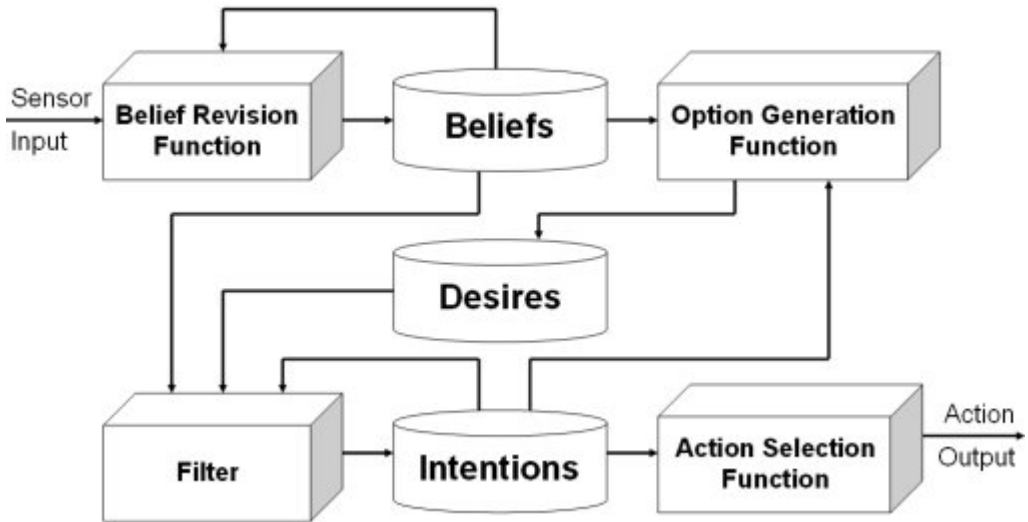 Sensor
Input
Belief Revision
Function
Beliefs
Option Generation
Function
Desires
Filter
Intentions
Action Selection
Function
Action
Output